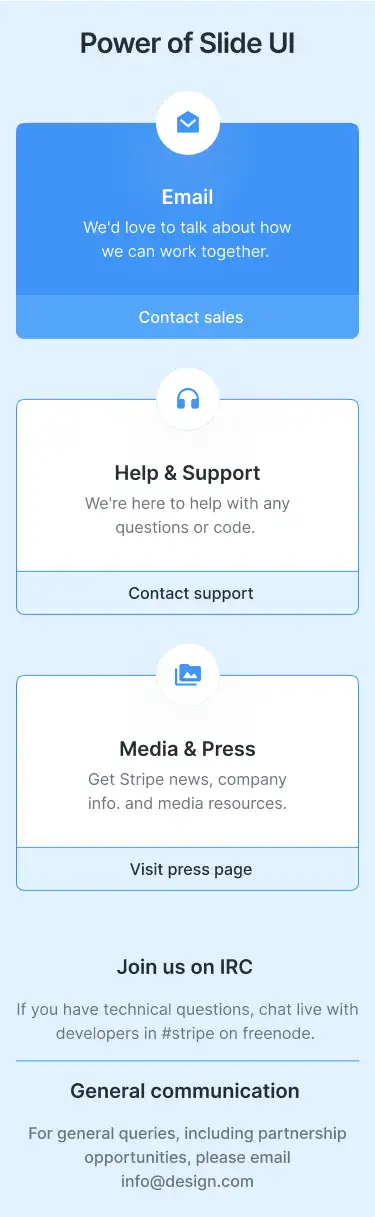 Power of Slide UI
Email
We'd love to talk about how
we can work together.
Contact sales
Help & Support
We're here to help with any
questions or code.
Contact support
Media & Press
Get Stripe news, company
info. and media resources.
Visit press page
Join us on IRC
If you have technical questions, chat live with
developers in #stripe on freenode.
General communication
For general queries, including partnership
opportunities, please email
info@design.com